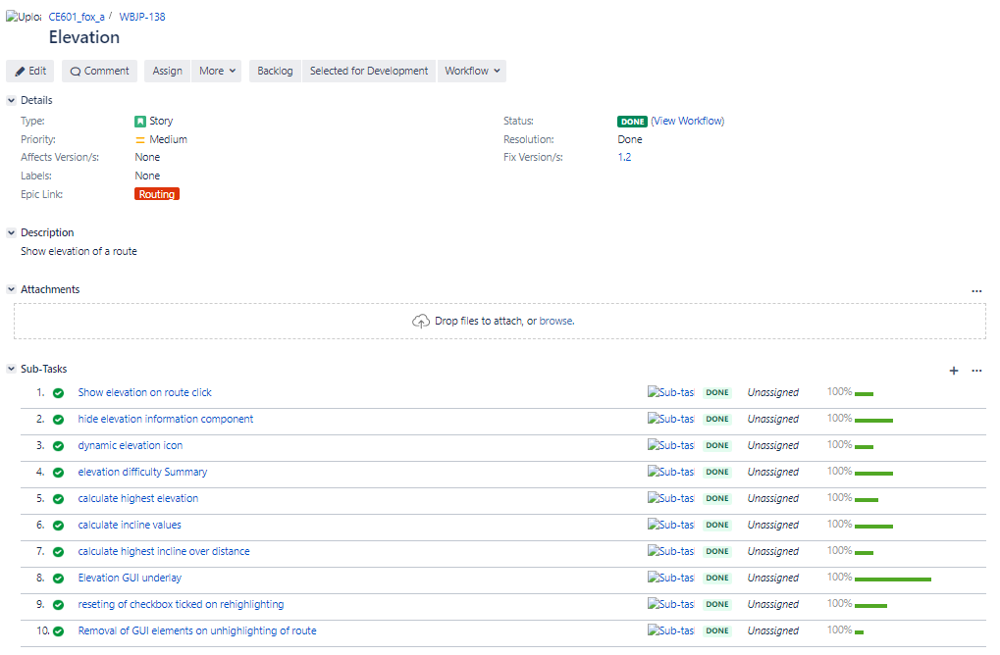 Uploa CE601_fox_a / WBJP-138
Elevation
Edit Comment Assign More Backlog Selected for Development Workflow
Details
Type: Story Status: DONE (View Workflow)
Priority: Medium Resolution: Done
Affects Version/s: None Fix Version/s: 1.2
Labels: None
Epic Link: Routing
Description
Show elevation of a route
Attachments
Drop files to attach, or browse.
Sub-Tasks
1. Show elevation on route click Sub-tas DONE Unassigned 100%
2. hide elevation information component Sub-tas DONE Unassigned 100%
3. dynamic elevation icon Sub-tas DONE Unassigned 100%
4. elevation difficulty Summary Sub-tas DONE Unassigned 100%
5. calculate highest elevation Sub-tas DONE Unassigned 100%
6. calculate incline values Sub-tas DONE Unassigned 100%
7. calculate highest incline over distance Sub-tas DONE Unassigned 100%
8. Elevation GUI underlay Sub-tas DONE Unassigned 100%
9. reseting of checkbox ticked on rehighlighting Sub-tas DONE Unassigned 100%
10. Removal of GUI elements on unhighlighting of route Sub-tas DONE Unassigned 100%